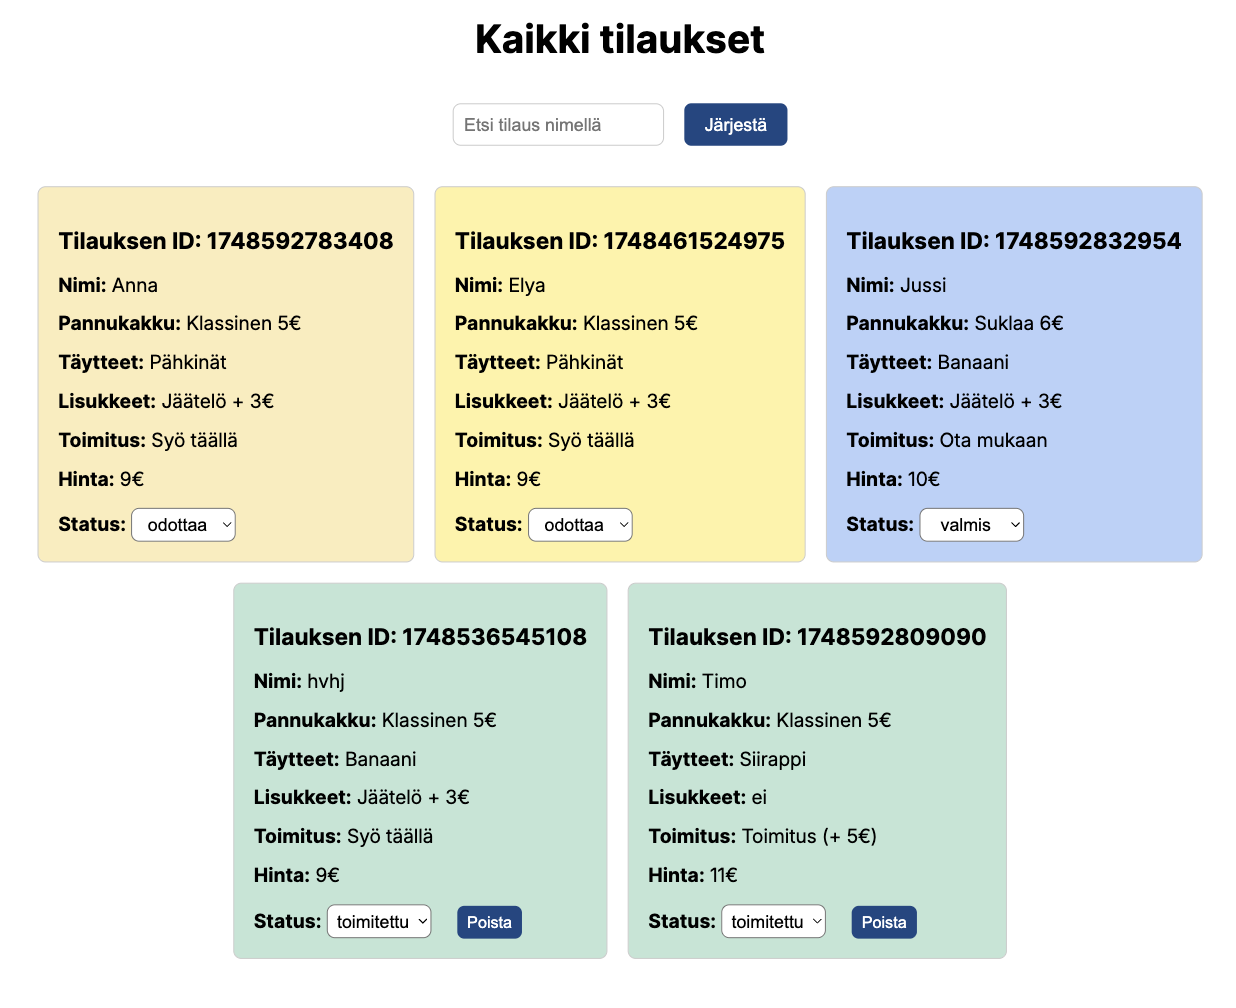 Kaikki tilaukset
Etsi tilaus nimellä
Järjestä
Tilauksen ID: 1748592783408
Nimi: Anna
Pannukakku: Klassinen 5€
Täytteet: Pähkinät
Lisukkeet: Jäätelö + 3€
Toimitus: Syö täällä
Hinta: 9€
Status: odottaa
Tilauksen ID: 1748461524975
Nimi: Elya
Pannukakku: Klassinen 5€
Täytteet: Pähkinät
Lisukkeet: Jäätelö + 3€
Toimitus: Syö täällä
Hinta: 9€
Status: odottaa
Tilauksen ID: 1748592832954
Nimi: Jussi
Pannukakku: Suklaa 6€
Täytteet: Banaani
Lisukkeet: Jäätelö + 3€
Toimitus: Ota mukaan
Hinta: 10€
Status: valmis
Tilauksen ID: 1748536545108
Nimi: hvhj
Pannukakku: Klassinen 5€
Täytteet: Banaani
Lisukkeet: Jäätelö + 3€
Toimitus: Syö täällä
Hinta: 9€
Status: toimitettu Poista
Tilauksen ID: 1748592809090
Nimi: Timo
Pannukakku: Klassinen 5€
Täytteet: Siirappi
Lisukkeet: ei
Toimitus: Toimitus (+ 5€)
Hinta: 11€
Status: toimitettu Poista